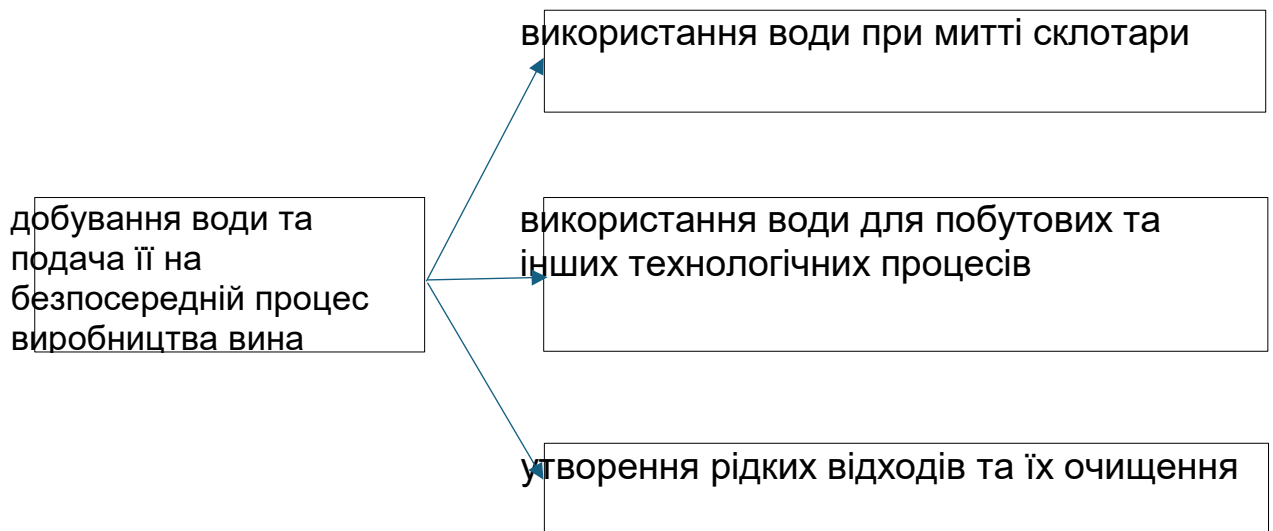 використання води при митті склотари
добування води та
подача її на
безпосередній процес
виробництва вина
використання води для побутових та
інших технологічних процесів
утворення рідких відходів та їх очищення